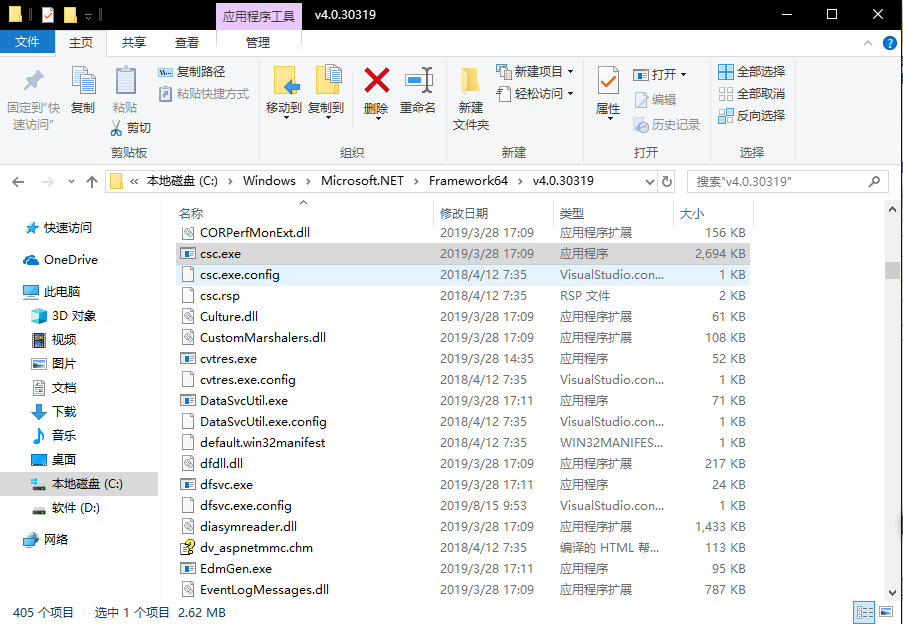 应用程序工具 v4.0.30319
文件 主页 共享 查看 管理
固定到“快速访问”
复制
粘贴
复制路径
粘贴快捷方式
剪切
剪贴板
移动到 复制到 删除 重命名
组织
新建文件夹
新建项目
轻松访问
新建
属性
打开
编辑
历史记录
打开
全部选择
全部取消
反向选择
选择
« 本地磁盘 (C:) › Windows › Microsoft.NET › Framework64 › v4.0.30319
搜索"v4.0.30319"
快速访问
OneDrive
此电脑
3D 对象
视频
图片
文档
下载
音乐
桌面
本地磁盘 (C:)
软件 (D:)
网络
名称 修改日期 类型 大小
CORPerfMonExt.dll 2019/3/28 17:09 应用程序扩展 156 KB
csc.exe 2019/3/28 17:09 应用程序 2,694 KB
csc.exe.config 2018/4/12 7:35 VisualStudio.con... 1 KB
csc.rsp 2018/4/12 7:35 RSP 文件 2 KB
Culture.dll 2019/3/28 17:09 应用程序扩展 61 KB
CustomMarshalers.dll 2019/3/28 17:09 应用程序扩展 108 KB
cvtres.exe 2019/3/28 14:35 应用程序 52 KB
cvtres.exe.config 2018/4/12 7:35 VisualStudio.con... 1 KB
DataSvcUtil.exe 2019/3/28 17:11 应用程序 71 KB
DataSvcUtil.exe.config 2018/4/12 7:35 VisualStudio.con... 1 KB
default.win32manifest 2018/4/12 7:35 WIN32MANIFES... 2 KB
dfdll.dll 2019/3/28 17:09 应用程序扩展 217 KB
dfsvc.exe 2019/3/28 17:11 应用程序 24 KB
dfsvc.exe.config 2019/8/15 9:53 VisualStudio.con... 1 KB
diasymreader.dll 2019/3/28 17:09 应用程序扩展 1,433 KB
dv_aspnetmmc.chm 2018/4/12 7:35 编译的 HTML 帮... 113 KB
EdmGen.exe 2019/3/28 17:11 应用程序 95 KB
EventLogMessages.dll 2019/3/28 17:09 应用程序扩展 787 KB
405 个项目 选中 1 个项目 2.62 MB